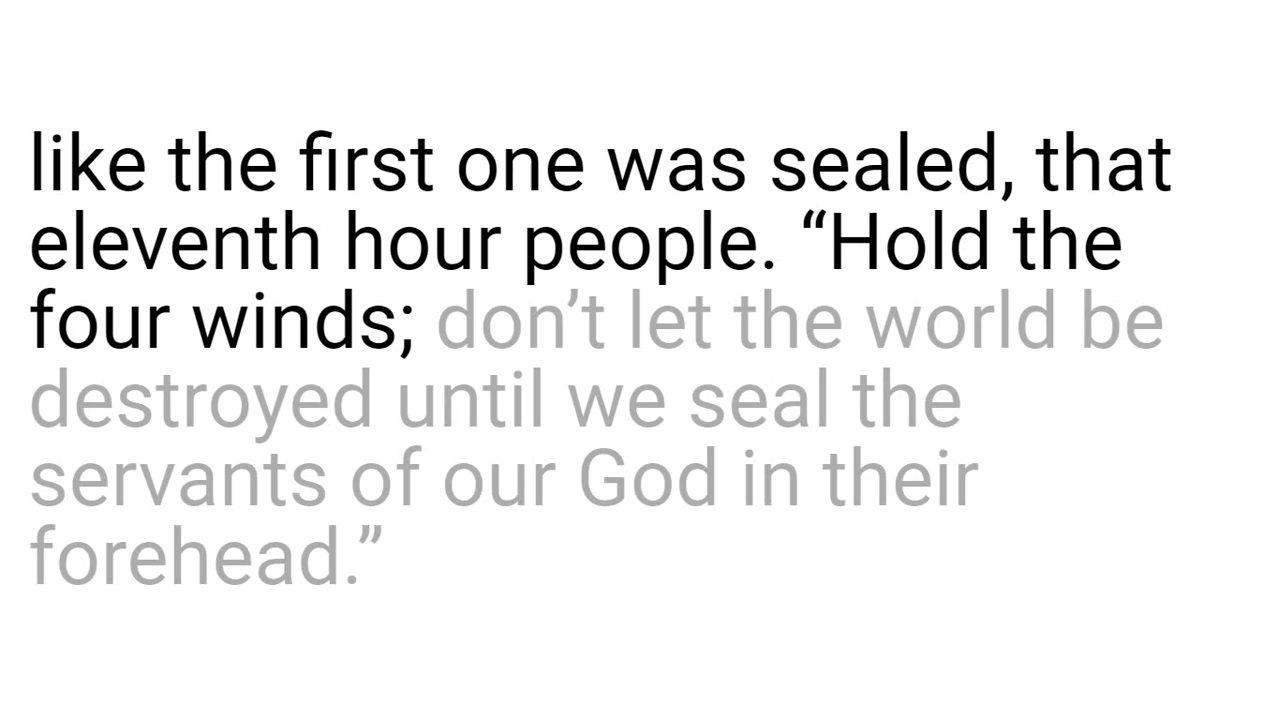 like the first one was sealed, that
eleventh hour people. “Hold the
four winds; don’t let the world be
destroyed until we seal the
servants of our God in their
forehead.”